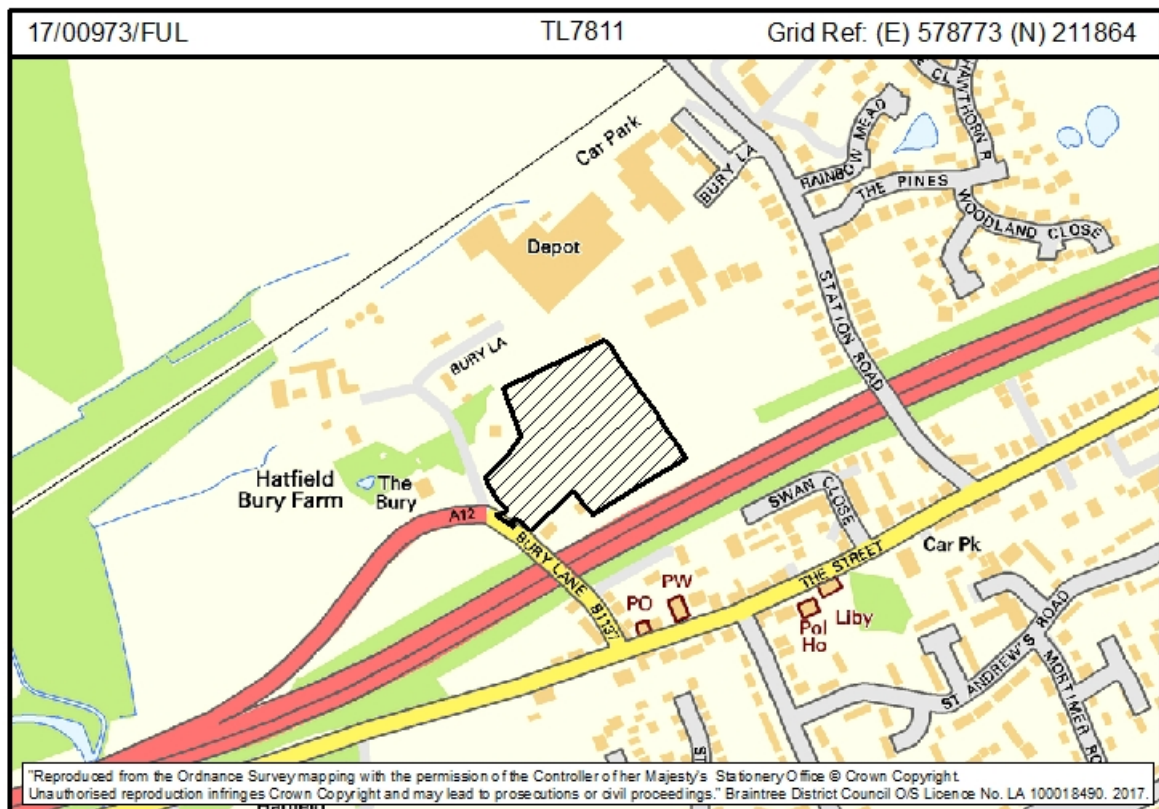 17/00973/FUL TL7811 Grid Ref: (E) 578773 (N) 211864
Car Park
BURY LA
RAINBOW MEAD
HAWTHORN R
THE PINES
WOODLAND CLOSE
Depot
STATION ROAD
BURY LA
Hatfield
Bury Farm
The
Bury
A12
BURY LANE B1137
SWAN CLOSE
Car Pk
THE STREET
PW
PO
Liby
Pol
Ho
ST ANDREW'S ROAD
MORTIMER RO
ST
"Reproduced from the Ordnance Survey mapping with the permission of the Controller of her Majesty's Stationery Office © Crown Copyright.
Unauthorised reproduction infringes Crown Copyright and may lead to prosecutions or civil proceedings." Braintree District Council O/S Licence No. LA 100018490. 2017.